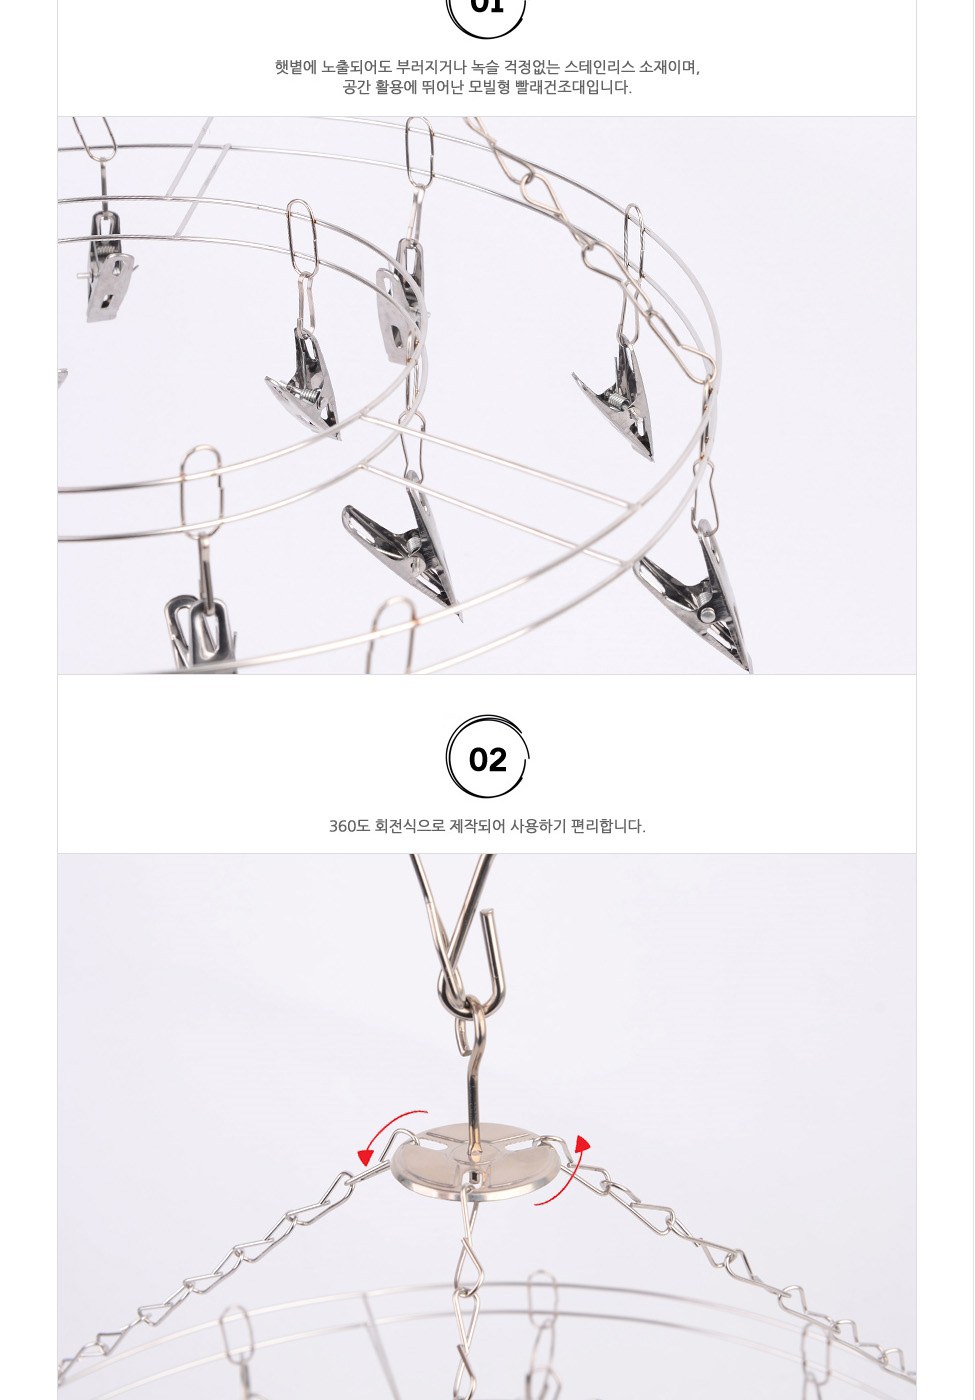 01
햇볕에 노출되어도 부러지거나 녹슬 걱정없는 스테인리스 소재이며,
공간 활용에 뛰어난 모빌형 빨래건조대입니다.
02
360도 회전식으로 제작되어 사용하기 편리합니다.